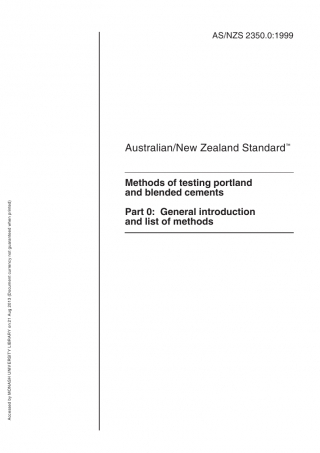 AS/NZS 2350.0:1999
Australian/New Zealand Standard™
Methods of testing portland
and blended cements
Part 0: General introduction
and list of methods
Accessed by MONASH UNIVERSITY LIBRARY on 21 Aug 2013 (Document currency not guaranteed when printed)